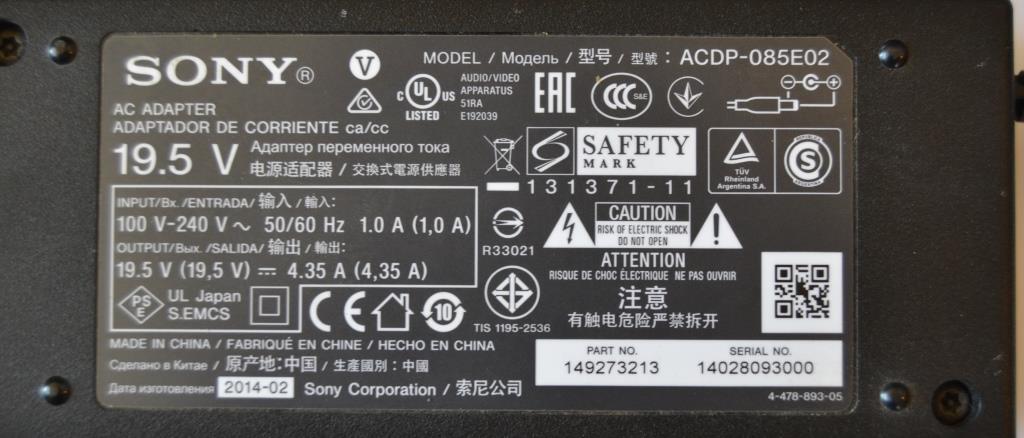 SONY®
V
MODEL / Модель / 型号 / 型號 : ACDP-085E02
AC ADAPTER
ADAPTADOR DE CORRIENTE ca/cc
19.5 V
Адаптер переменного тока
电源适配器 / 交換式電源供應器
C UL US
LISTED
AUDIO/VIDEO
APPARATUS
51RA
E192039
EAC
CCC S&E
SAFETY
MARK
131371-11
TÜV
Rheinland
Argentina S.A.
S
INPUT/Вх. /ENTRADA/ 输入 / 輸入:
100 V-240 V ∼ 50/60 Hz 1.0 A (1,0 A)
OUTPUT/Вых. /SALIDA/ 输出 / 輸出:
19.5 V (19,5 V) ⎓ 4.35 A (4,35 A)
PS
E
UL Japan
S.EMCS
CE
10
R33021
TIS 1195-2536
CAUTION
RISK OF ELECTRIC SHOCK
DO NOT OPEN
ATTENTION
RISQUE DE CHOC ÉLECTRIQUE NE PAS OUVRIR
注意
有触电危险严禁拆开
MADE IN CHINA / FABRIQUÉ EN CHINE / HECHO EN CHINA
Сделано в Китае / 原产地:中国 / 生產國: 中國
Дата изготовления 2014-02 Sony Corporation / 索尼公司
PART NO.
149273213
SERIAL NO.
14028093000
4-478-893-05